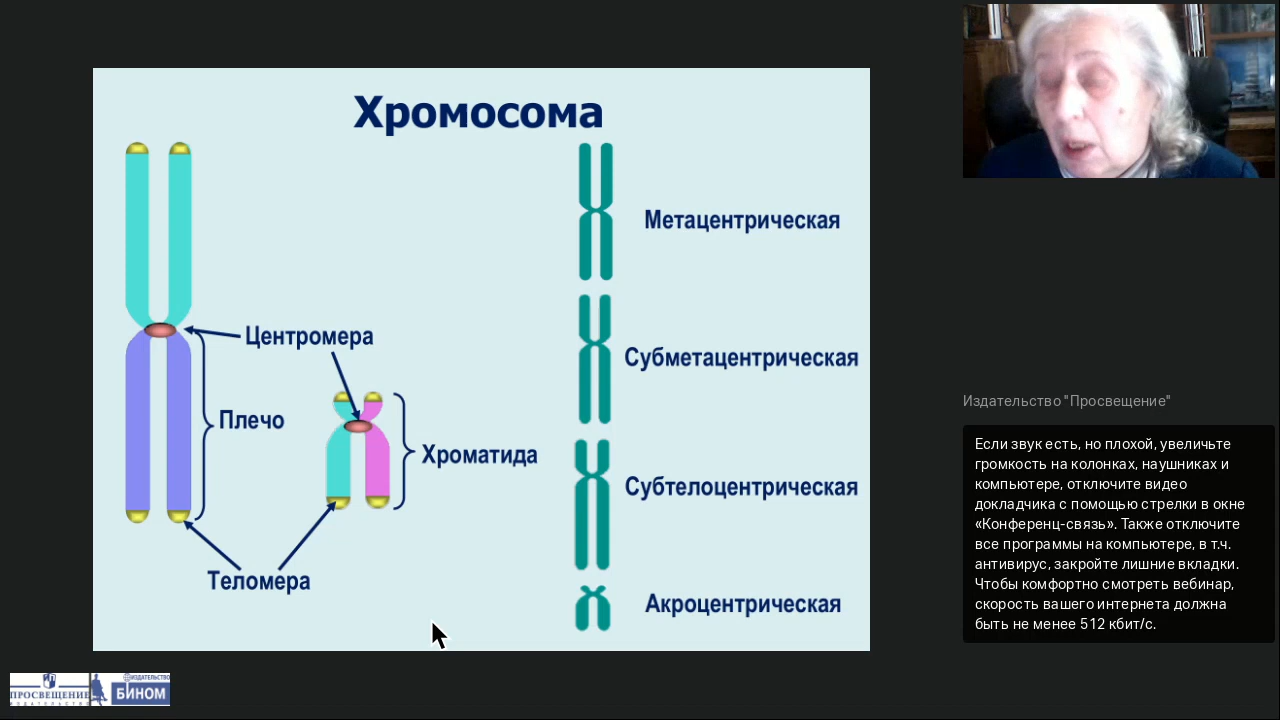 Хромосома
Метацентрическая
Центромера
Субметацентрическая
Плечо
Хроматида
Субтелоцентрическая
Теломера
Акроцентрическая
Издательство "Просвещение"
Если звук есть, но плохой, увеличьте
громкость на колонках, наушниках и
компьютере, отключите видео
докладчика с помощью стрелки в окне
«Конференц-связь». Также отключите
все программы на компьютере, в т.ч.
антивирус, закройте лишние вкладки.
Чтобы комфортно смотреть вебинар,
скорость вашего интернета должна
быть не менее 512 кбит/с.
ПРОСВЕЩЕНИЕ
ИЗДАТЕЛЬСТВО
ИЗДАТЕЛЬСТВО
БИНОМ